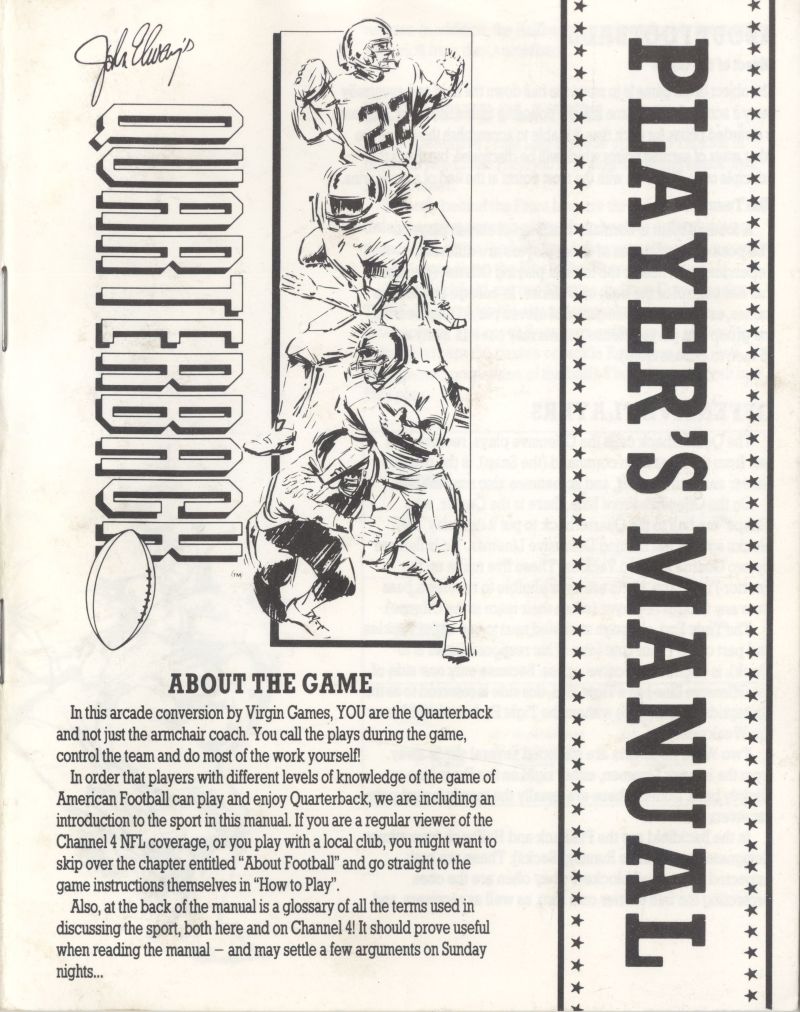 John Elway's
QUARTERBACK
PLAYER'S MANUAL
27
TM
ABOUT THE GAME
In this arcade conversion by Virgin Games, YOU are the Quarterback
and not just the armchair coach. You call the plays during the game,
control the team and do most of the work yourself!
In order that players with different levels of knowledge of the game of
American Football can play and enjoy Quarterback, we are including an
introduction to the sport in this manual. If you are a regular viewer of the
Channel 4 NFL coverage, or you play with a local club, you might want to
skip over the chapter entitled “About Football” and go straight to the
game instructions themselves in “How to Play”.
Also, at the back of the manual is a glossary of all the terms used in
discussing the sport, both here and on Channel 4! It should prove useful
when reading the manual – and may settle a few arguments on Sunday
nights...